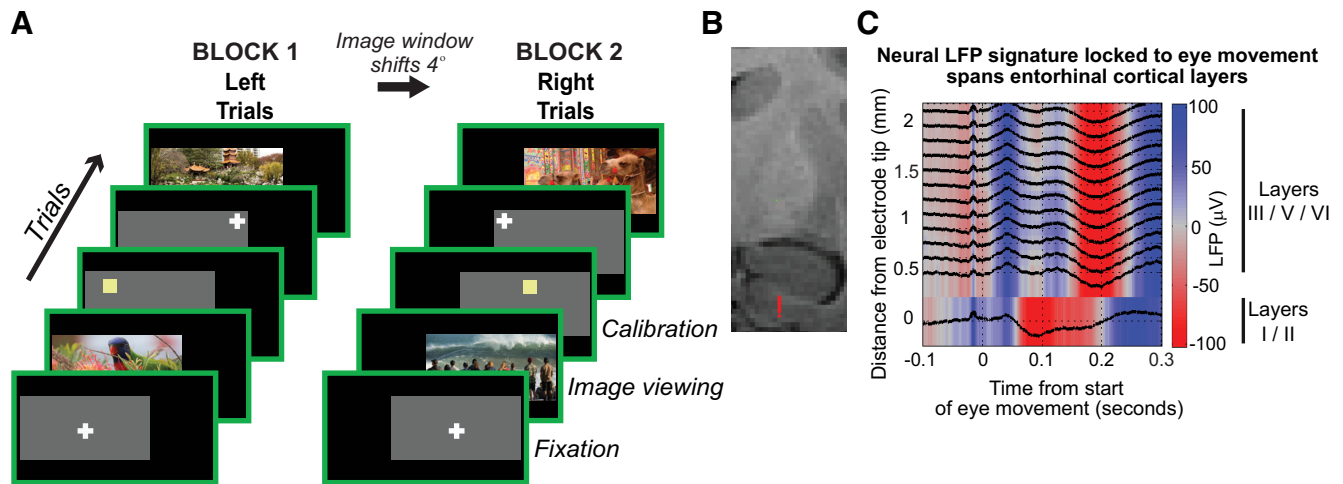 A
BLOCK 1
Left
Trials
Image window
shifts 4°
BLOCK 2
Right
Trials
Trials
Calibration
Image viewing
Fixation
B
C
Neural LFP signature locked to eye movement
spans entorhinal cortical layers
Distance from electrode tip (mm)
2
1.5
1
0.5
0
-0.1
0
0.1
0.2
0.3
Time from start
of eye movement (seconds)
100
50
0
-50
-100
LFP (µV)
Layers
III / V / VI
Layers
I / II